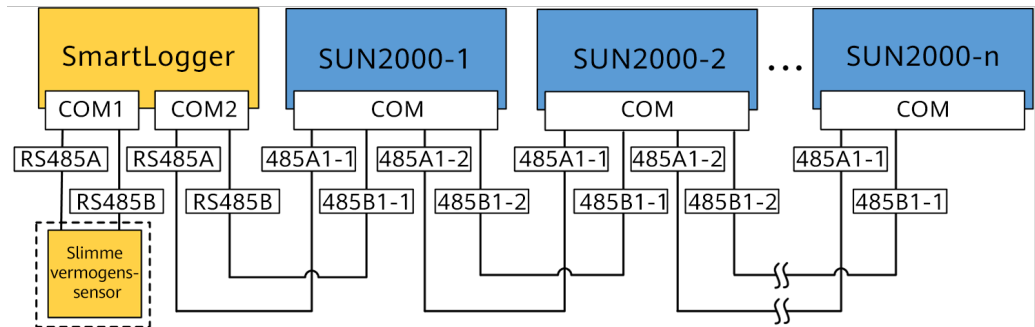 SmartLogger
SUN2000-1
SUN2000-2
...
SUN2000-n
COM1
COM2
COM
COM
COM
RS485A
RS485A
485A1-1
485A1-2
485A1-1
485A1-2
485A1-1
RS485B
RS485B
485B1-1
485B1-2
485B1-1
485B1-2
485B1-1
Slimme
vermogens-
sensor